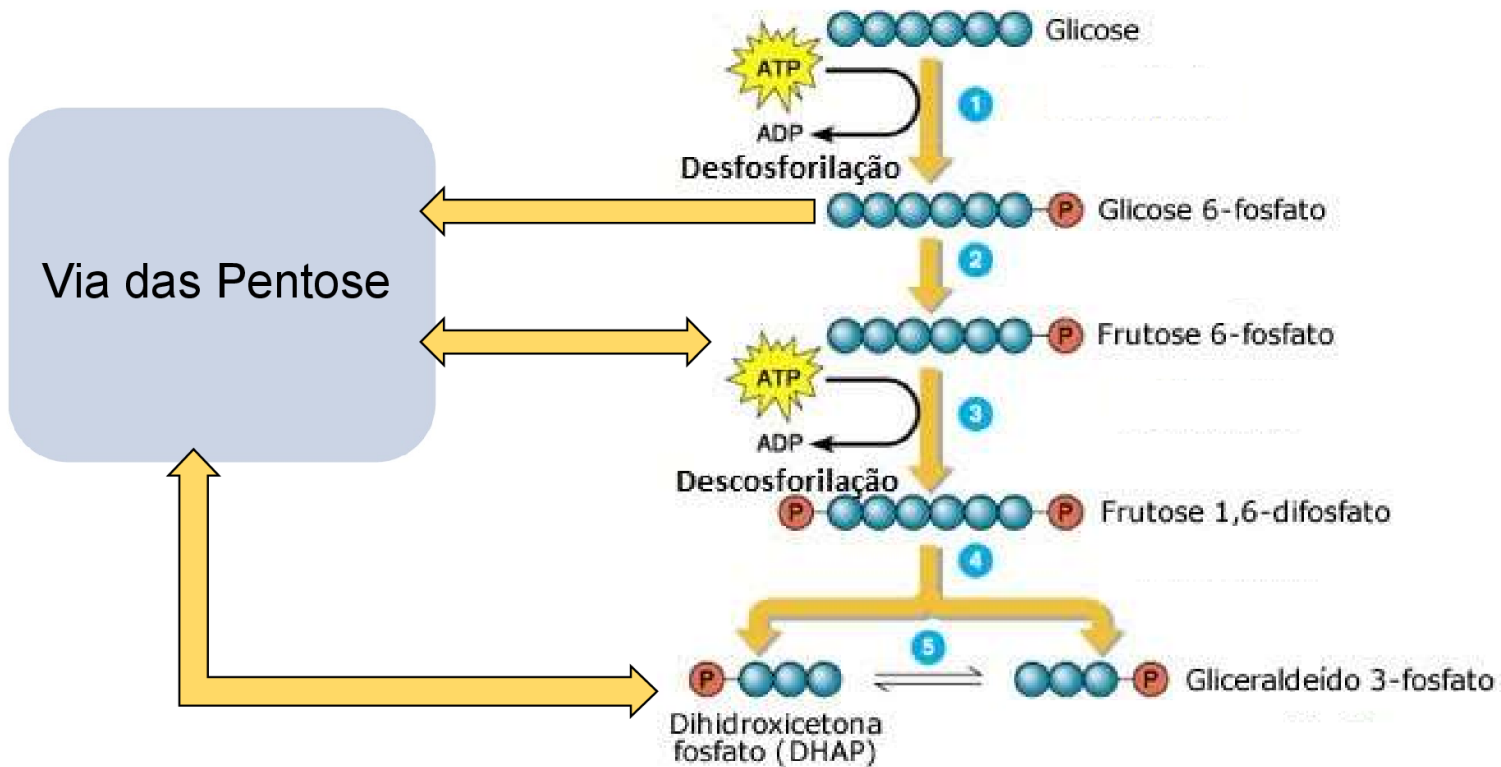 Glicose
ATP
1
ADP
Desfosforilação
P
Glicose 6-fosfato
2
Via das Pentose
P
Frutose 6-fosfato
ATP
3
ADP
Descosforilação
P
P
Frutose 1,6-difosfato
4
5
P
P
Gliceraldeído 3-fosfato
Dihidroxicetona
fosfato (DHAP)